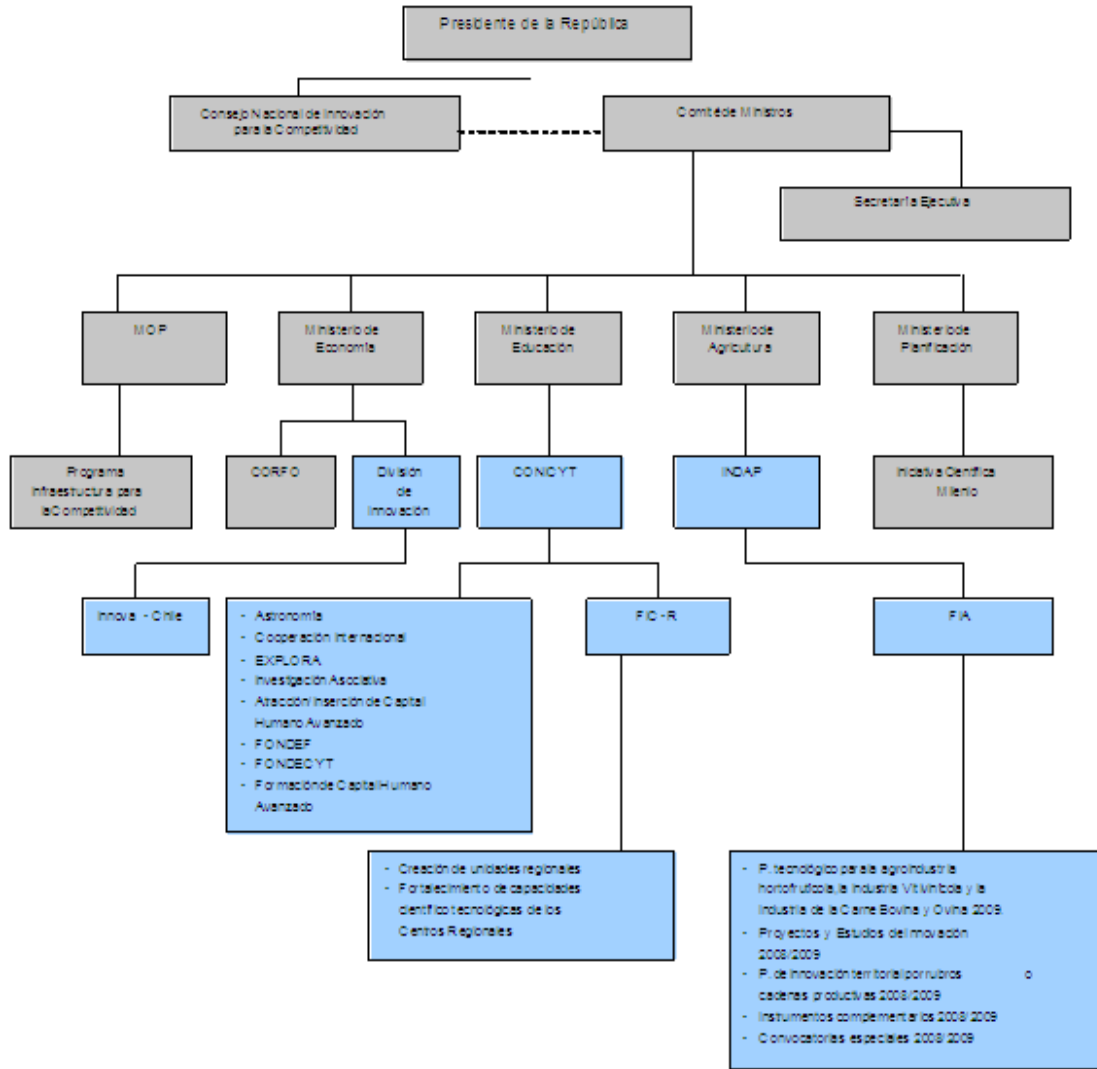 Presidente de la República
Consejo Nacional de Innovación
para la Competitividad
Comité de Ministros
Secretaría Ejecutiva
MOP
Ministerio de
Economía
Ministerio de
Educación
Ministerio de
Agricultura
Ministerio de
Planificación
Programa
Infraestructura para
la Competitividad
CORFO
División
de
Innovación
CONICYT
INDAP
Iniciativa Científica
Milenio
Innova - Chile
- Astronomía
- Cooperación Internacional
- EXPLORA
- Investigación Asociativa
- Atracción/Inserción de Capital
Humano Avanzado
- FONDEF
- FONDECYT
- Formación de Capital Humano
Avanzado
FIC-R
FIA
- Creación de unidades regionales
- Fortalecimiento de capacidades
científico tecnológicas de los
Centros Regionales
- P. tecnológico para la agroindustria
hortofrutícola, la Industria Vitivinícola y la
Industria de la Carne Bovina y Ovina 2009.
- Proyectos y Estudios de Innovación
2008/2009
- P. de innovación territorial por rubros o
cadenas productivas 2008/2009
- Instrumentos complementarios 2008/2009
- Convocatorias especiales 2008/2009